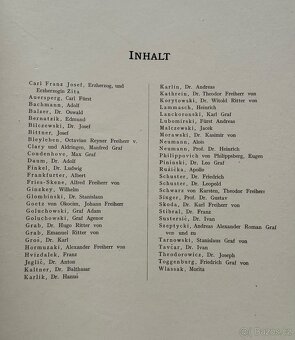 INHALT
Carl Franz Josef, Erzherzog, und
Erzherzogin Zita
Auersperg, Carl Fürst
Bachmann, Adolf
Balzer, Dr. Oswald
Bernatzik, Edmund
Bilczewski, Dr. Josef
Bittner, Josef
Bleyleben, Octavian Regner Freiherr v.
Clary und Aldringen, Manfred Graf
Coudenhove, Max Graf
Daum, Adolf
Finkel, Dr. Ludwig
Frankfurter, Albert
Fries-Skene, Alfred Freiherr von
Ginzkey, Wilhelm
Glombinski, Dr. Stanislaus
Goetz von Okocim, Johann Freiherr
Goluchowski, Adam Graf
Goluchowski, Graf Agenor
Grab, Dr. Hugo Ritter von
Grab, Emanuel Ritter von
Gros, Dr. Karl
Hormuzaki, Alexander Freiherr von
Hvizdalek, Franz
Jeglič, Dr. Anton
Kaltner, Dr. Balthasar
Karlik, Dr. Hanno
Karlin, Dr. Andreas
Kathrein, Dr. Theodor Freiherr von
Korytowski, Dr. Witold Ritter von
Lammasch, Heinrich
Lanckoroński, Karl Graf
Lubomirski, Fürst Andreas
Malczewski, Jacek
Morawski, Dr. Kasimir von
Neumann, Alois
Neumann, Prof. Dr. Heinrich
Philippovich von Philippsberg, Eugen
Pininski, Dr. Leo Graf
Růžička, Apollo
Schuster, Dr. Friedrich
Schuster, Dr. Leopold
Schwarz von Karsten, Theodor Freiherr
Singer, Prof. Dr. Gustav
Skoda, Dr. Karl Freiherr von
Stibral, Dr. Franz
Sustersic, Dr. Ivan
Szeptycki, Andreas Alexander Roman Graf
von und zu
Tarnowski, Stanislaus Graf von
Tavčar, Dr. Ivan
Theodorowicz, Dr. Joseph
Toggenburg, Friedrich Graf von
Wlassak, Moritz